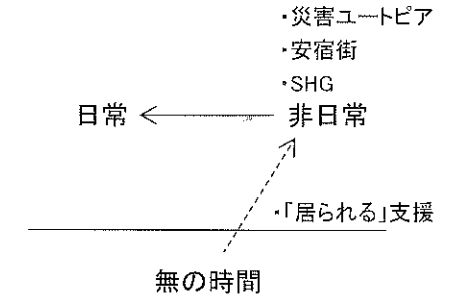 ・災害ユートピア
・安宿街
・SHG
日常 非日常
・「居られる」支援
無の時間